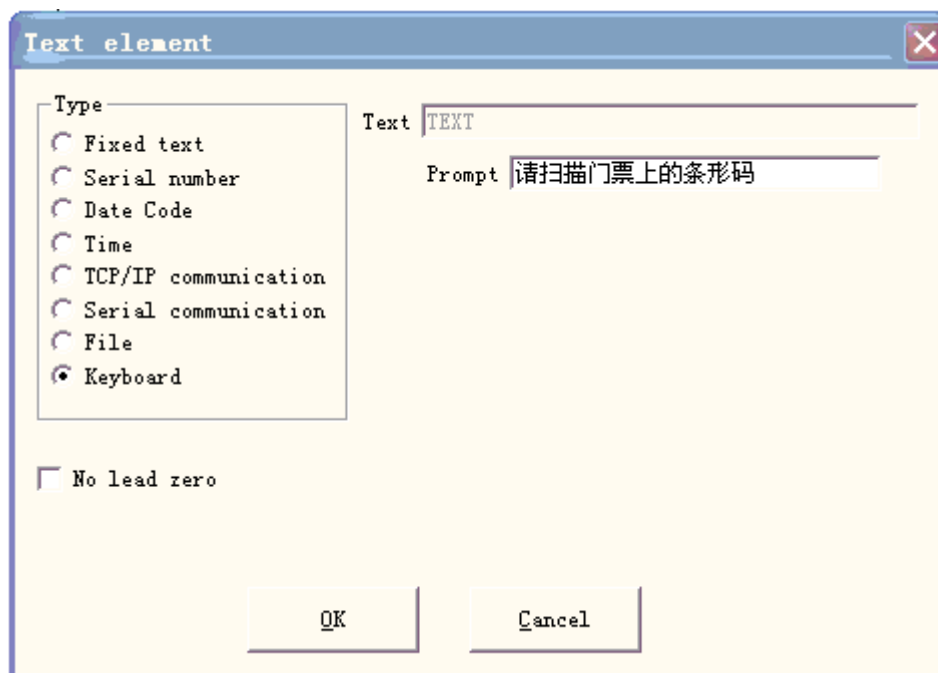 Text element
Type
Fixed text
Serial number
Date Code
Time
TCP/IP communication
Serial communication
File
Keyboard
Text TEXT
Prompt 请扫描门票上的条形码
No lead zero
OK Cancel